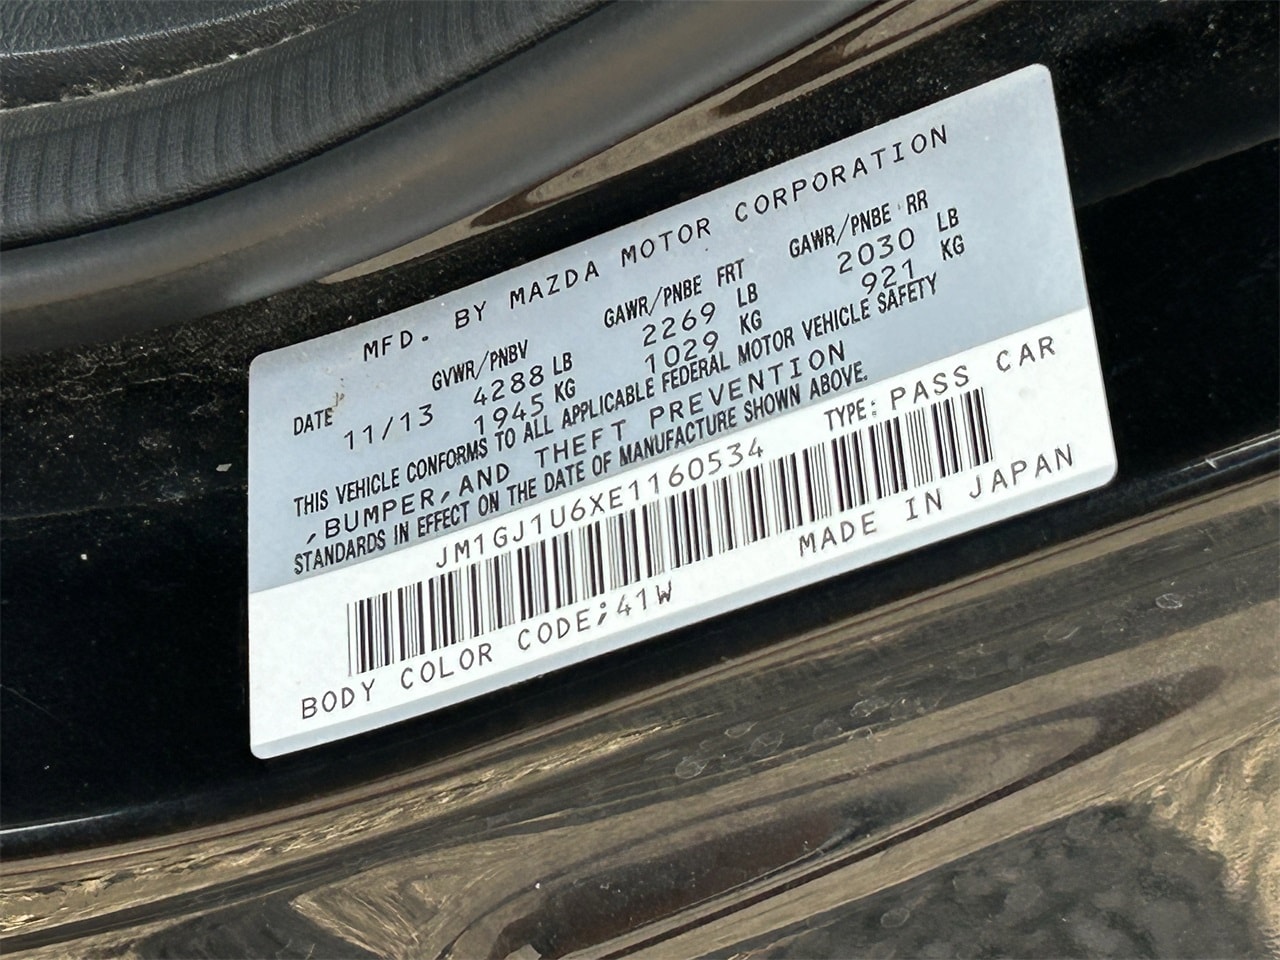 MFD. BY MAZDA MOTOR CORPORATION
GVWR/PNBV GAWR/PNBE FRT GAWR/PNBE RR
DATE 4288 LB 2269 LB 2030 LB
11/13 1945 KG 1029 KG 921 KG
THIS VEHICLE CONFORMS TO ALL APPLICABLE FEDERAL MOTOR VEHICLE SAFETY
,BUMPER,AND THEFT PREVENTION
STANDARDS IN EFFECT ON THE DATE OF MANUFACTURE SHOWN ABOVE.
JM1GJ1U6XE1160534 TYPE: PASS CAR
MADE IN JAPAN
BODY COLOR CODE;41W